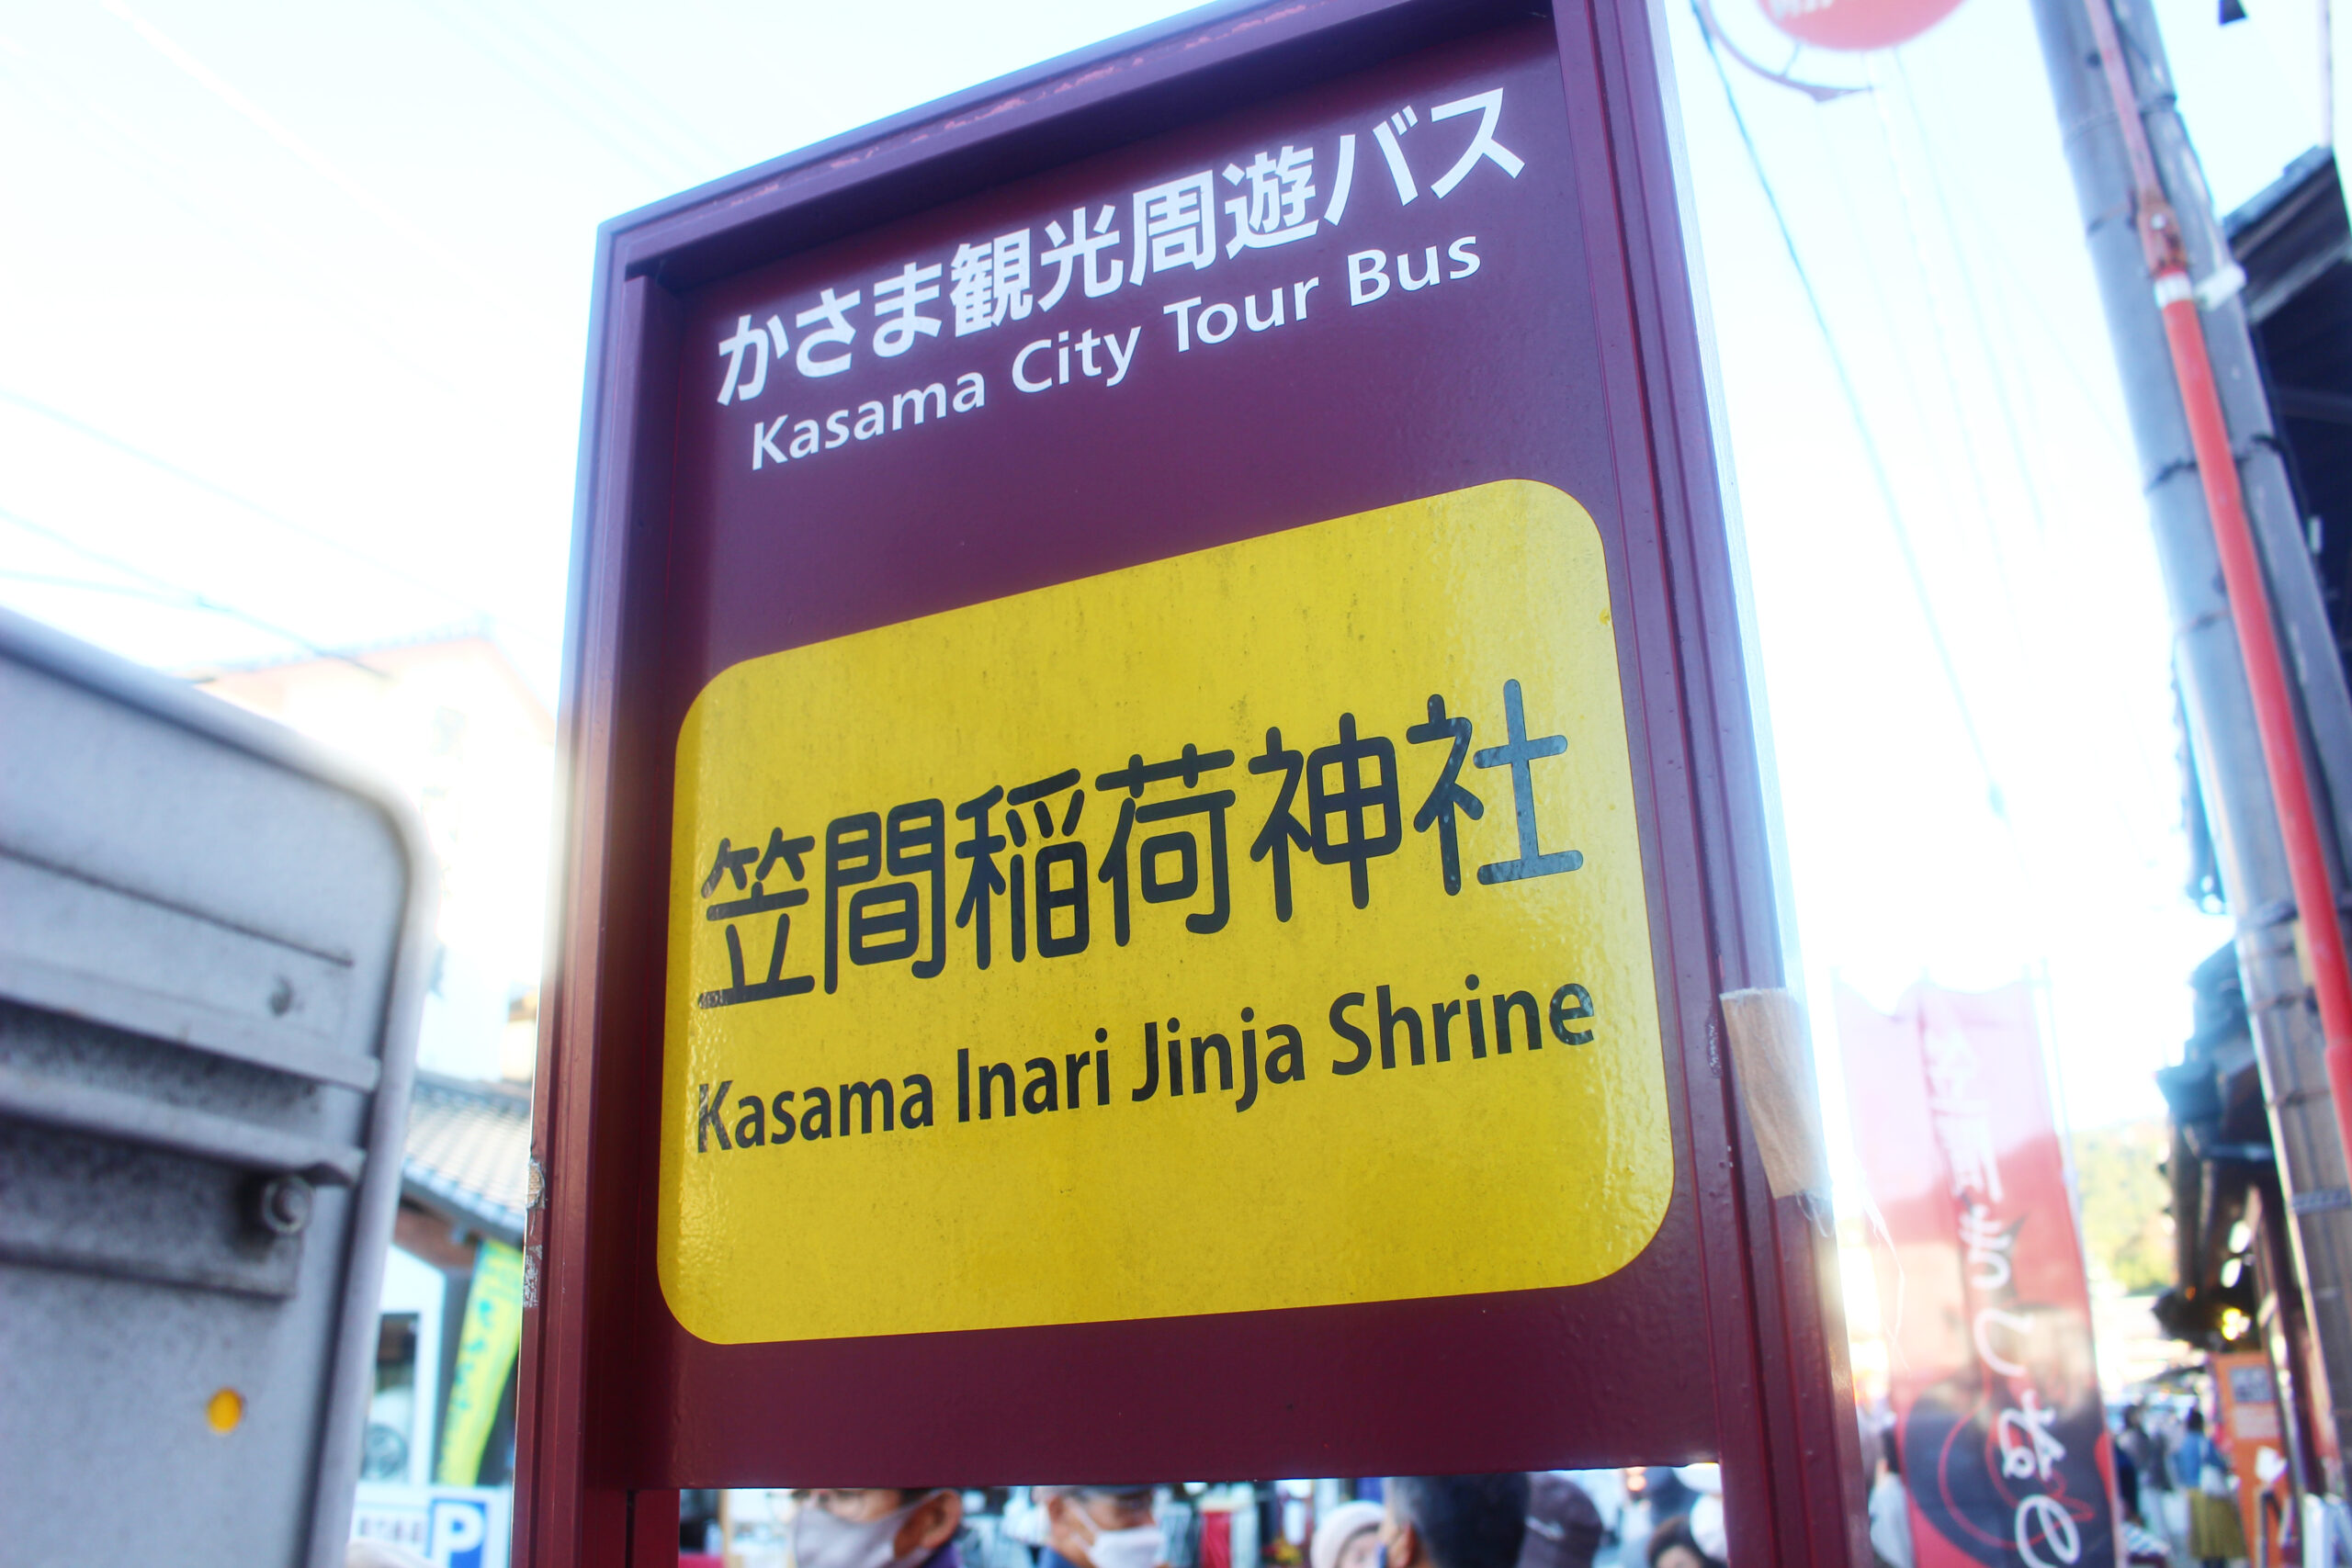 かさま観光周遊バス
Kasama City Tour Bus
笠間稲荷神社
Kasama Inari Jinja Shrine
P